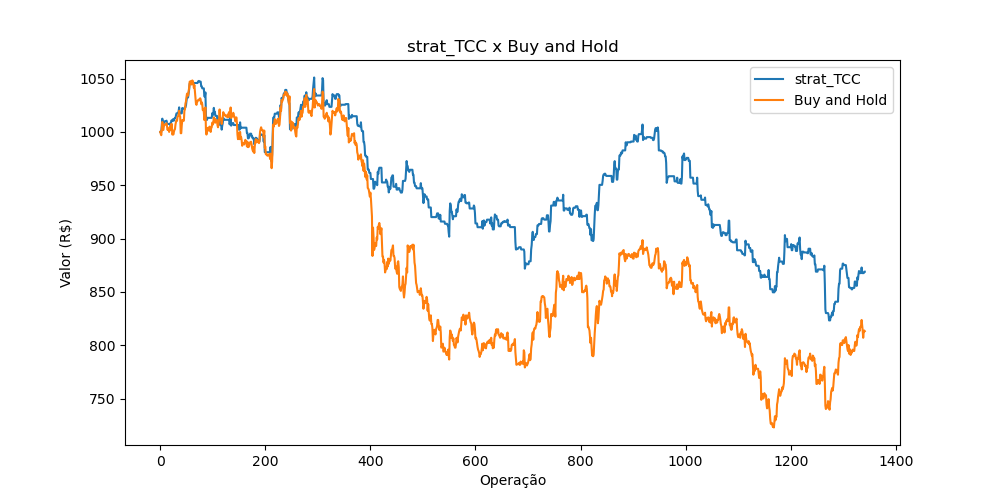 strat_TCC x Buy and Hold
strat_TCC
Buy and Hold
1050
1000
950
900
850
800
750
Valor (R$)
0 200 400 600 800 1000 1200 1400
Operação